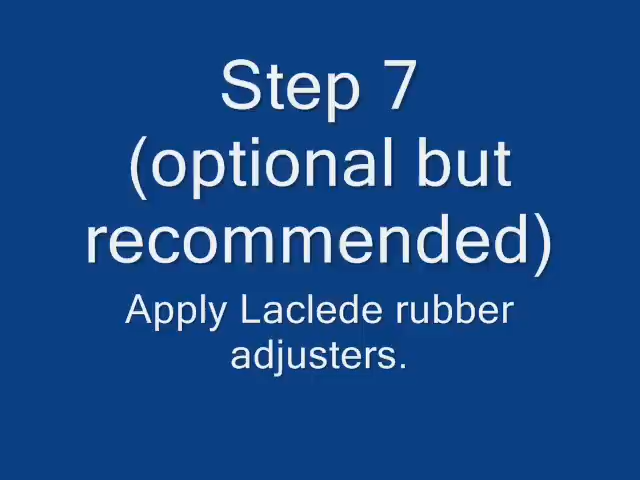 Step 7
(optional but
recommended)
Apply Laclede rubber
adjusters.